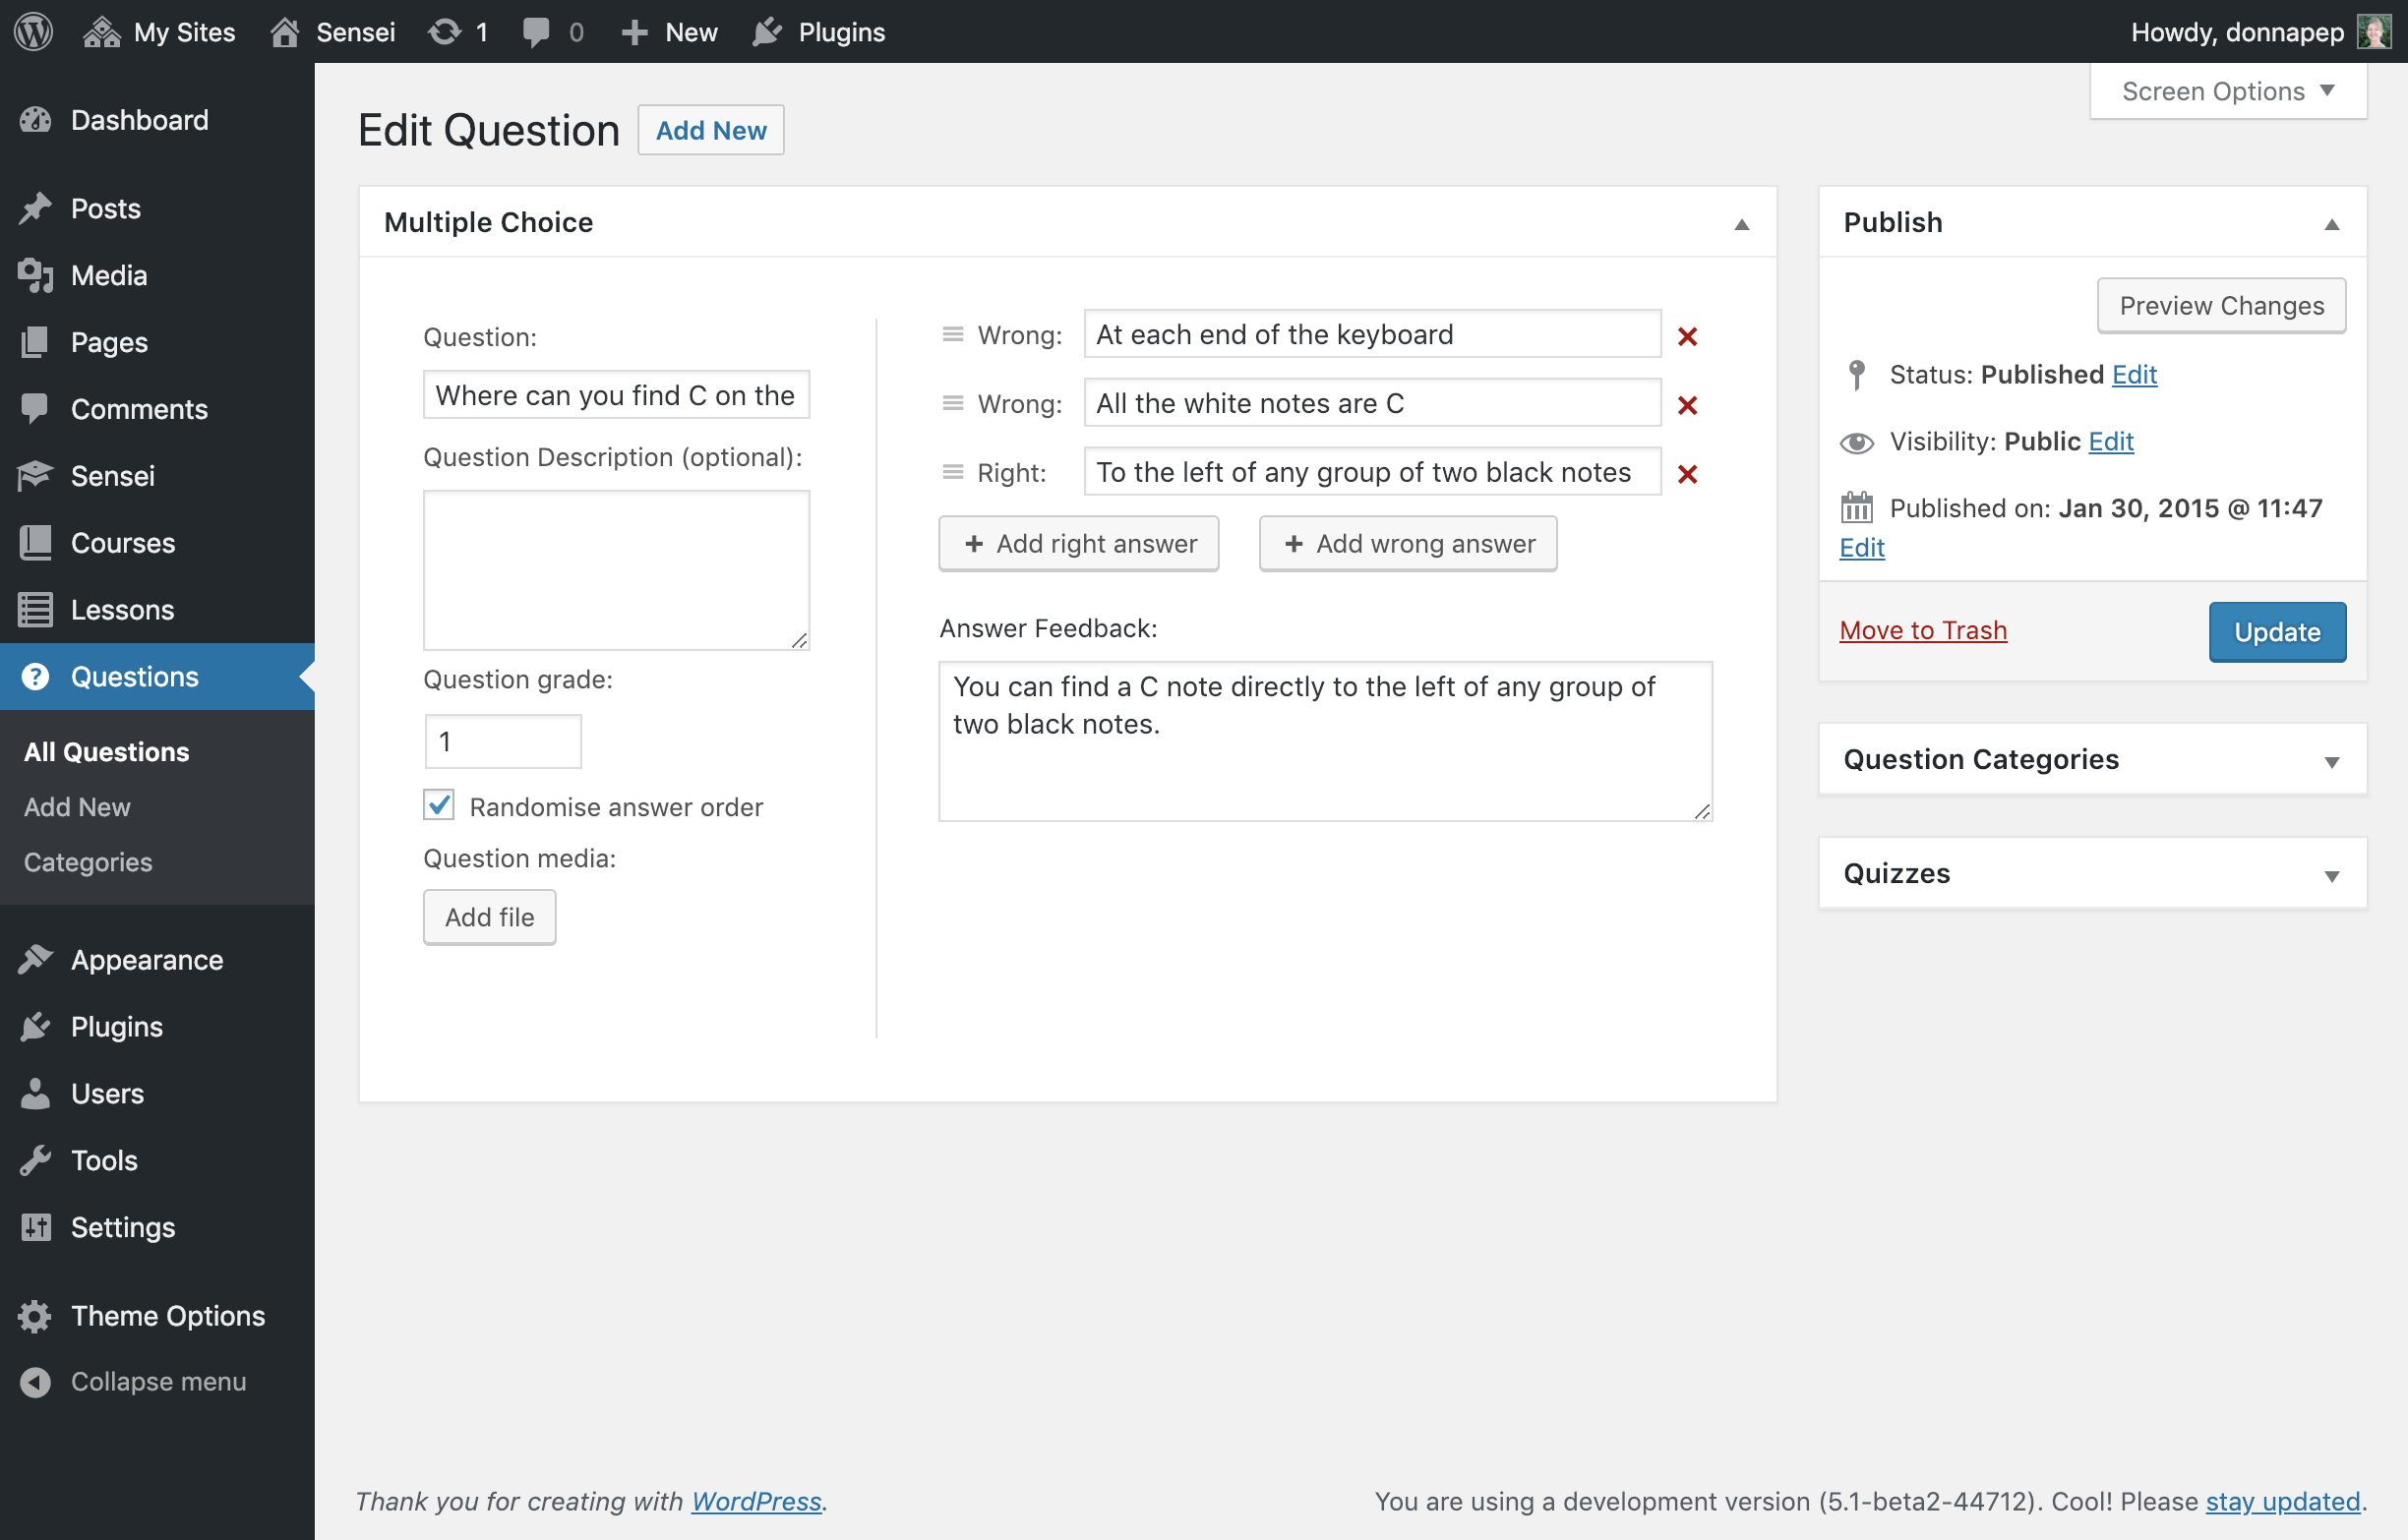 My Sites
Sensei
1
0
New
Plugins
Howdy, donnapep
Screen Options
Dashboard
Posts
Media
Pages
Comments
Sensei
Courses
Lessons
Questions
All Questions
Add New
Categories
Appearance
Plugins
Users
Tools
Settings
Theme Options
Collapse menu
Edit Question
Add New
Multiple Choice
Question:
Where can you find C on the
Question Description (optional):
Question grade:
1
Randomise answer order
Question media:
Add file
Wrong: At each end of the keyboard
Wrong: All the white notes are C
Right: To the left of any group of two black notes
+ Add right answer
+ Add wrong answer
Answer Feedback:
You can find a C note directly to the left of any group of
two black notes.
Publish
Preview Changes
Status: Published Edit
Visibility: Public Edit
Published on: Jan 30, 2015 @ 11:47
Edit
Move to Trash
Update
Question Categories
Quizzes
Thank you for creating with WordPress.
You are using a development version (5.1-beta2-44712). Cool! Please stay updated.